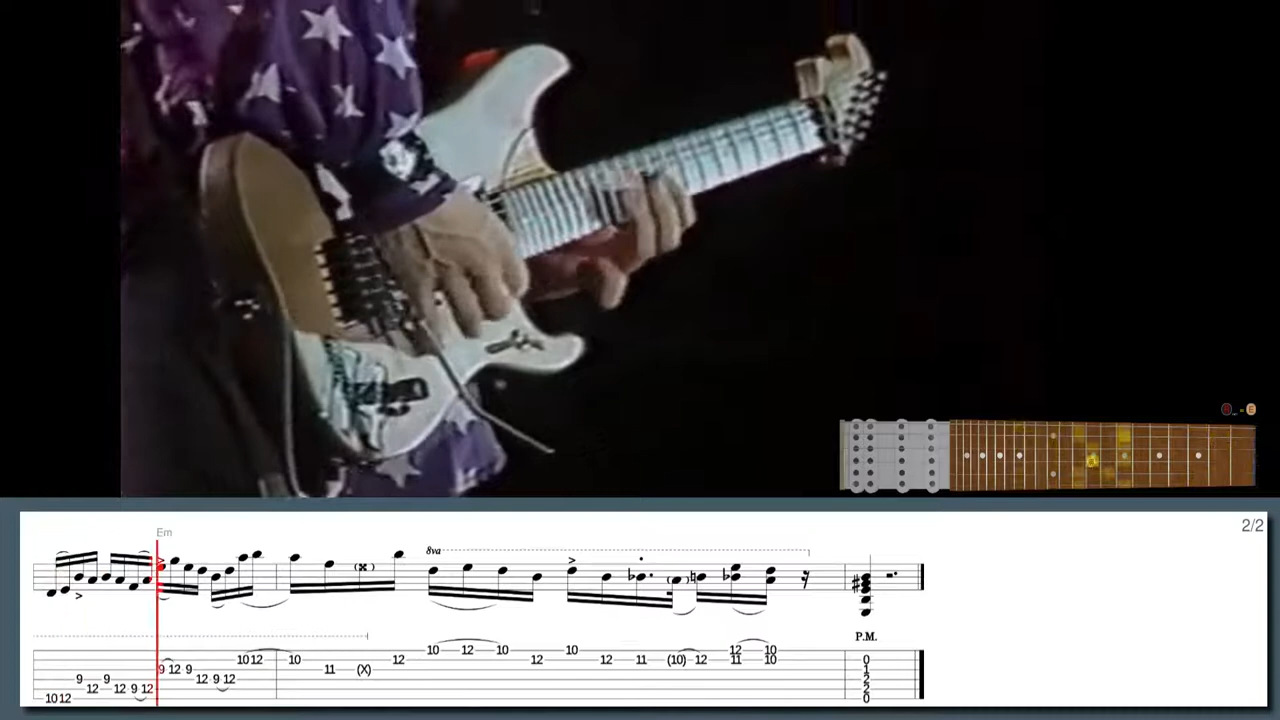 = E
2/2
Em
8va
P.M.
10 12 10 10 12 10
10 12 10 12 12 12 11 (10) 12 11 10 0
9 12 9 11 (X) 1
9 9 12 9 12 2
12 12 9 12 2
10 12 0